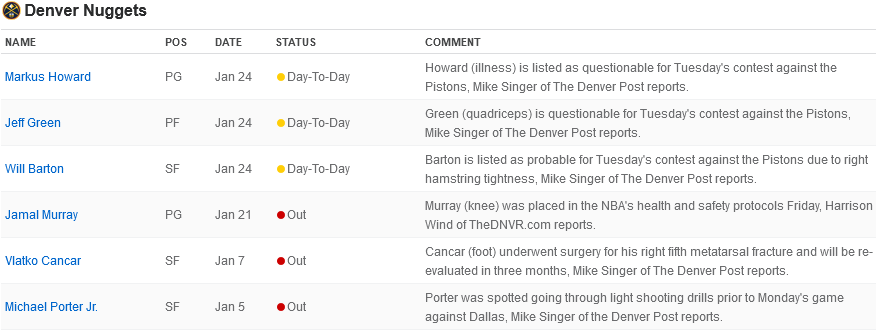 Denver Nuggets
NAME POS DATE STATUS COMMENT
Markus Howard PG Jan 24 Day-To-Day Howard (illness) is listed as questionable for Tuesday's contest against the
Pistons, Mike Singer of The Denver Post reports.
Jeff Green PF Jan 24 Day-To-Day Green (quadriceps) is questionable for Tuesday's contest against the Pistons,
Mike Singer of The Denver Post reports.
Will Barton SF Jan 24 Day-To-Day Barton is listed as probable for Tuesday's contest against the Pistons due to right
hamstring tightness, Mike Singer of The Denver Post reports.
Jamal Murray PG Jan 21 Out Murray (knee) was placed in the NBA's health and safety protocols Friday, Harrison
Wind of TheDNVR.com reports.
Vlatko Cancar SF Jan 7 Out Cancar (foot) underwent surgery for his right fifth metatarsal fracture and will be re-
evaluated in three months, Mike Singer of The Denver Post reports.
Michael Porter Jr. SF Jan 5 Out Porter was spotted going through light shooting drills prior to Monday's game
against Dallas, Mike Singer of the Denver Post reports.